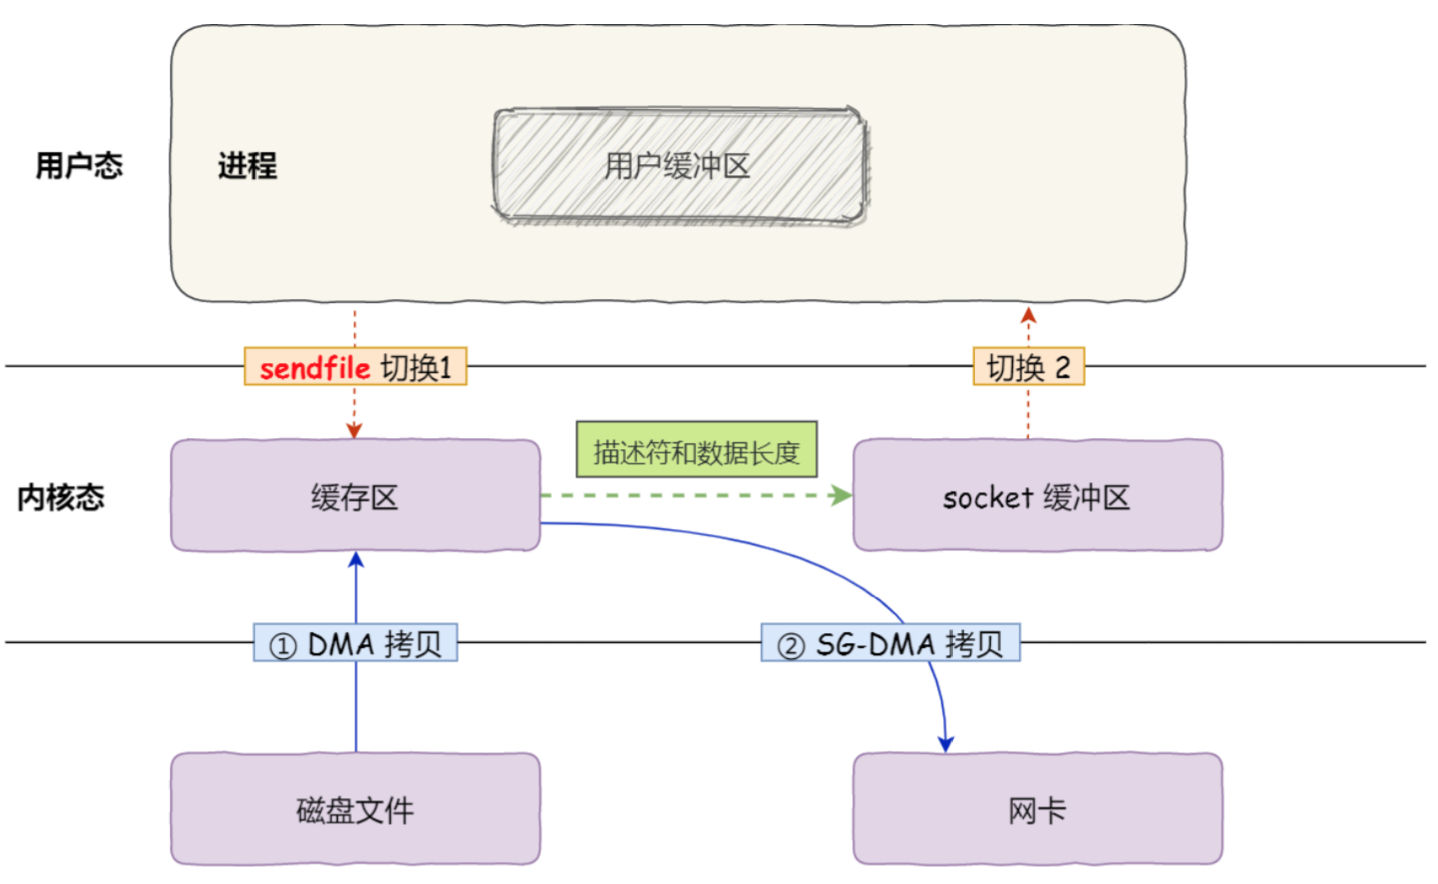 用户态
进程
用户缓冲区
sendfile 切换1
切换 2
描述符和数据长度
内核态
缓存区
socket 缓冲区
① DMA 拷贝
② SG-DMA 拷贝
磁盘文件
网卡